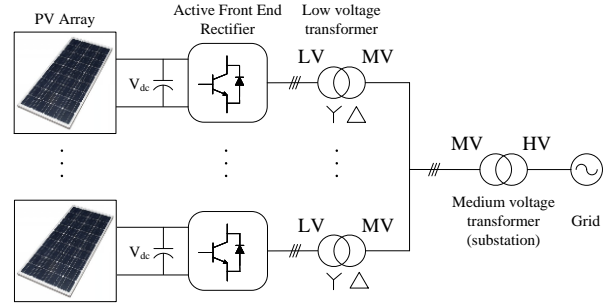 PV Array
Active Front End
Rectifier
Low voltage
transformer
LV MV
Vdc
MV HV
Medium voltage
transformer
(substation)
Grid
LV MV
Vdc